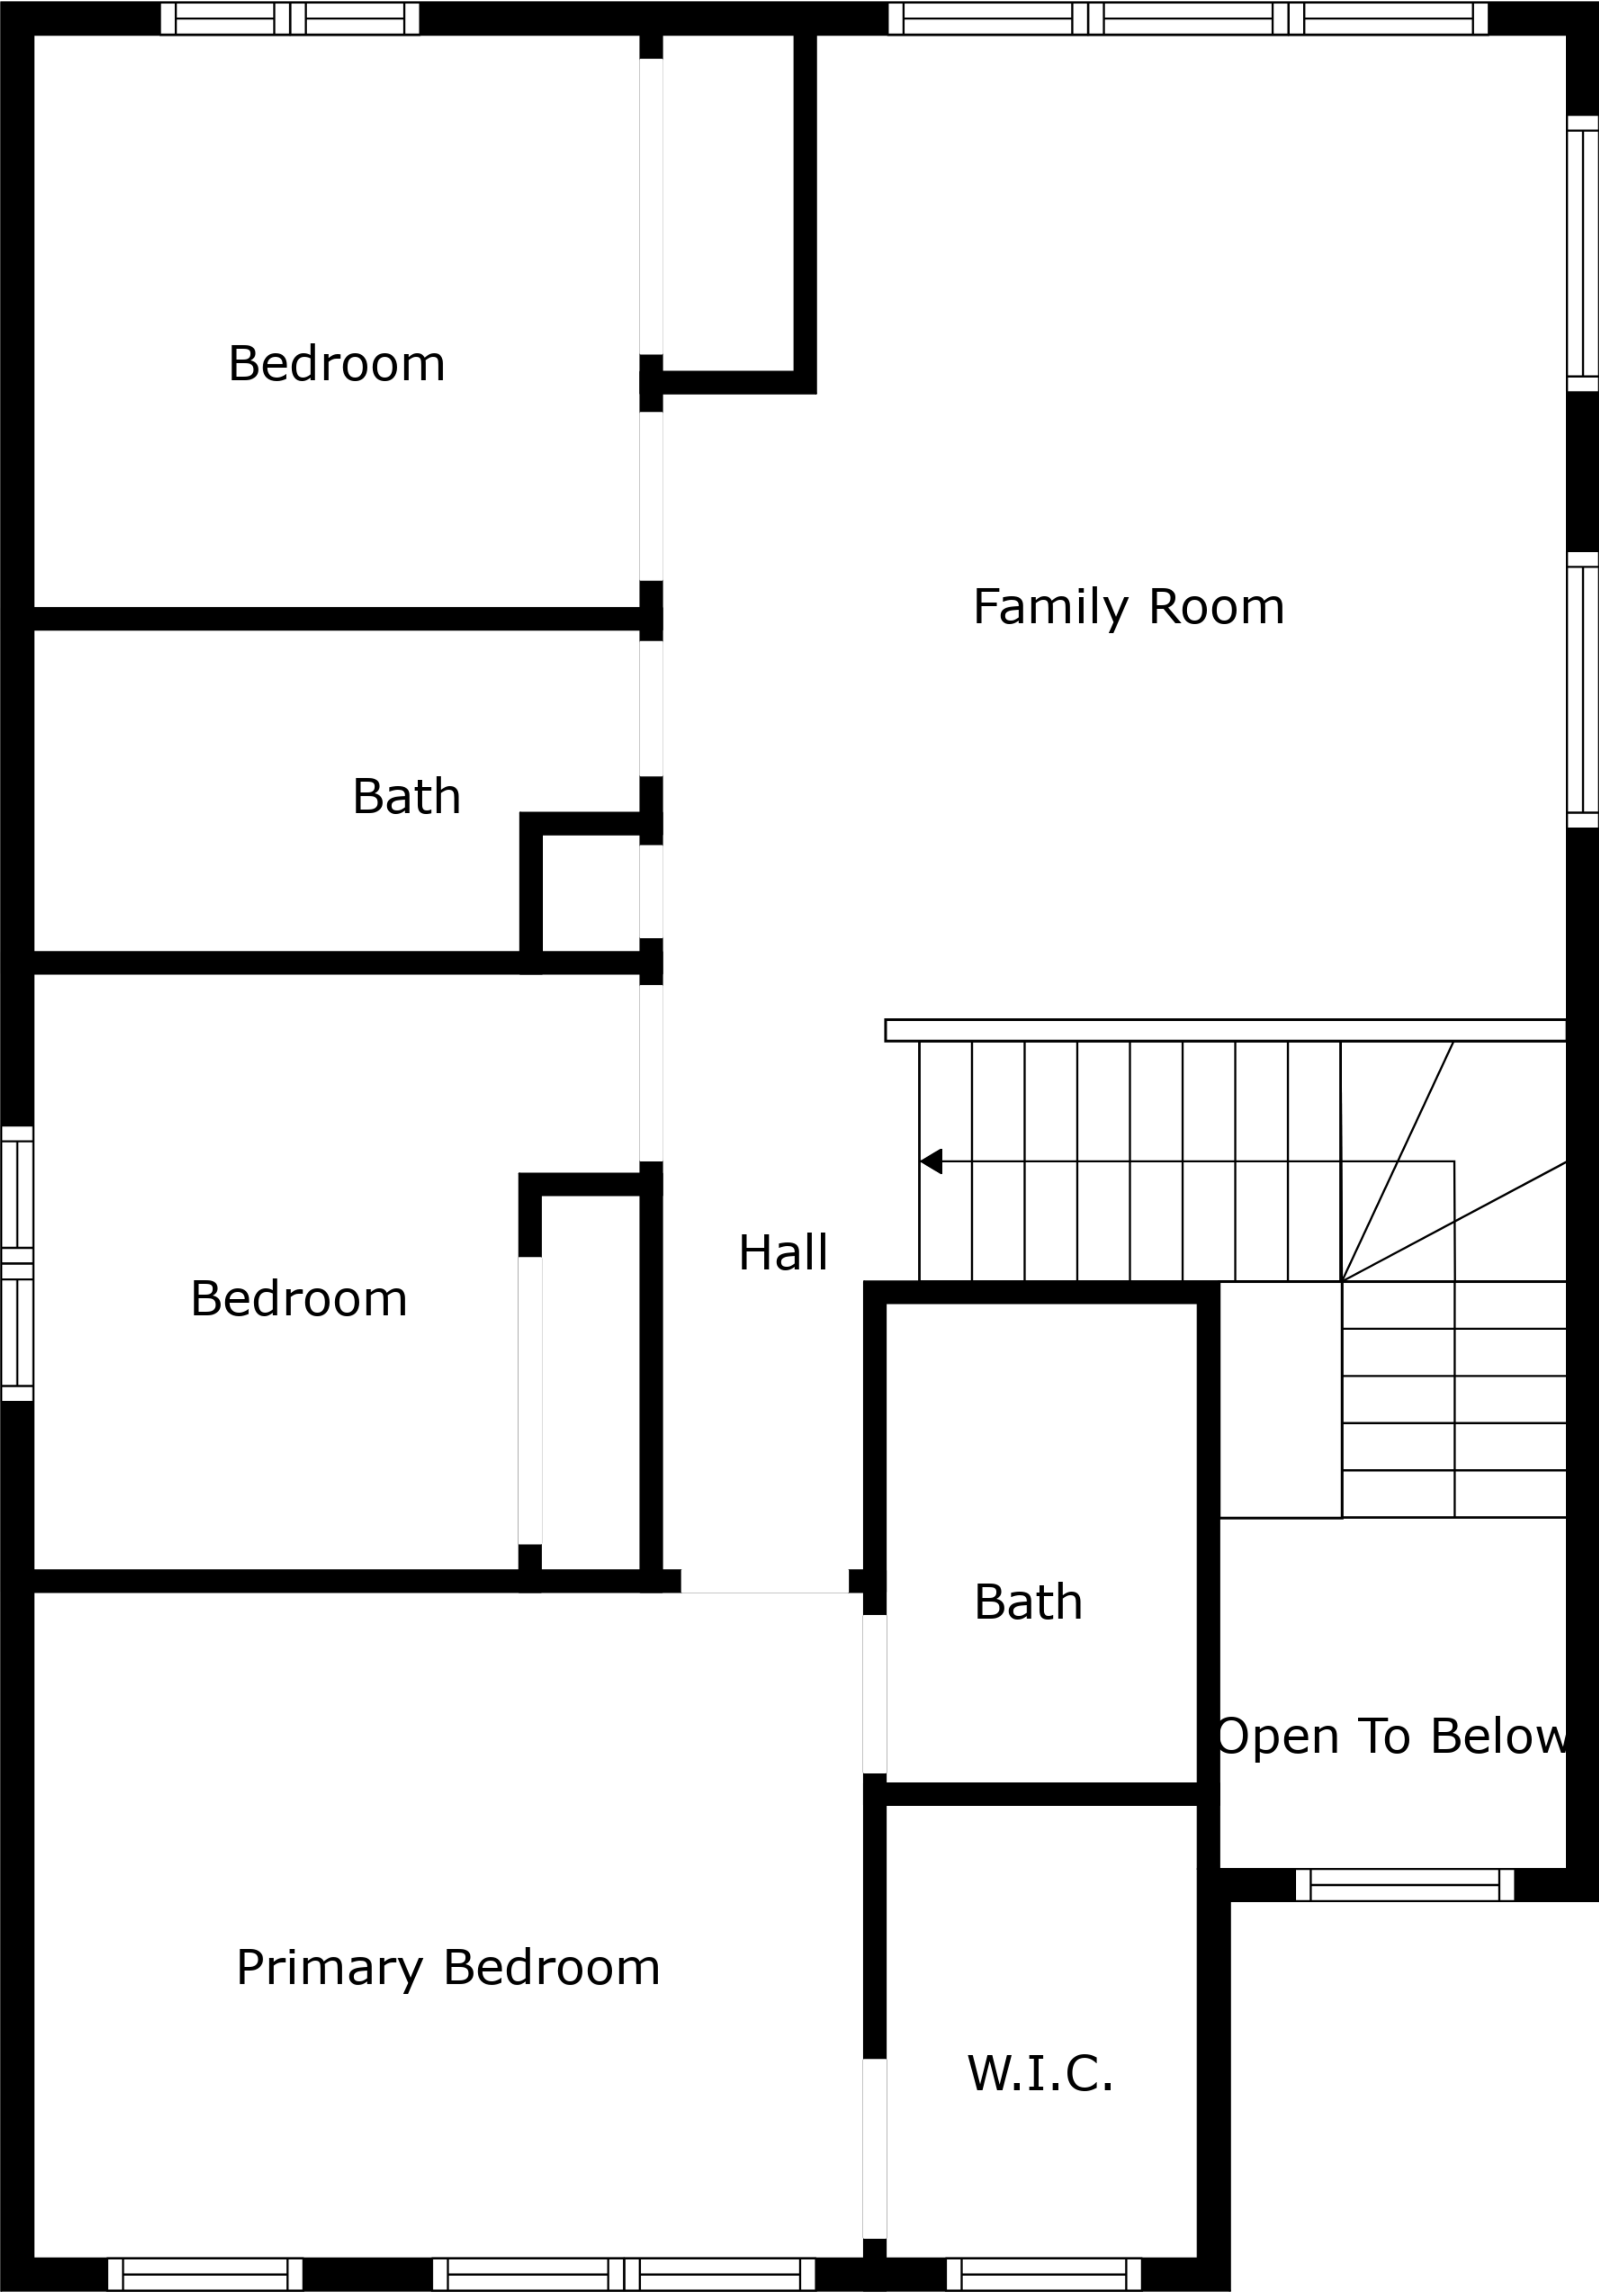 Bedroom
Family Room
Bath
Hall
Bedroom
Bath
Open To Below
Primary Bedroom
W.I.C.